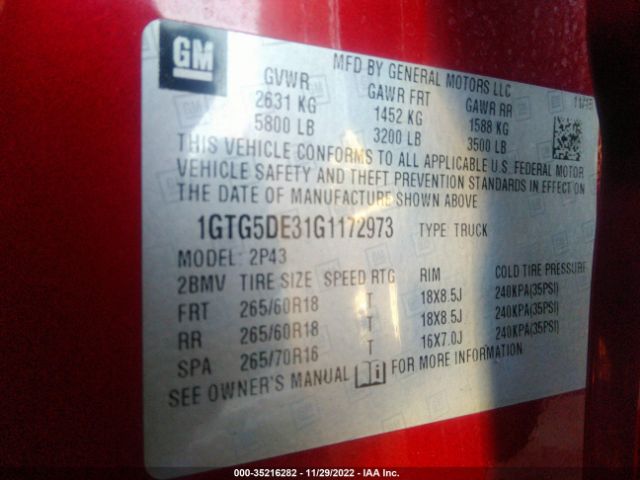 GM
MFD BY GENERAL MOTORS LLC
GVWR GAWR FRT GAWR RR
2631 KG 1452 KG 1588 KG
5800 LB 3200 LB 3500 LB
THIS VEHICLE CONFORMS TO ALL APPLICABLE U.S. FEDERAL MOTOR
VEHICLE SAFETY AND THEFT PREVENTION STANDARDS IN EFFECT ON
THE DATE OF MANUFACTURE SHOWN ABOVE
1GTG5DE31G1172973 TYPE: TRUCK
MODEL: 2P43
2BMV TIRE SIZE SPEED RTG RIM COLD TIRE PRESSURE
FRT 265/60R18 T 18X8.5J 240KPA(35PSI)
RR 265/60R18 T 18X8.5J 240KPA(35PSI)
SPA 265/70R16 T 16X7.0J 240KPA(35PSI)
SEE OWNER'S MANUAL i FOR MORE INFORMATION
000-35216282 - 11/29/2022 - IAA Inc.